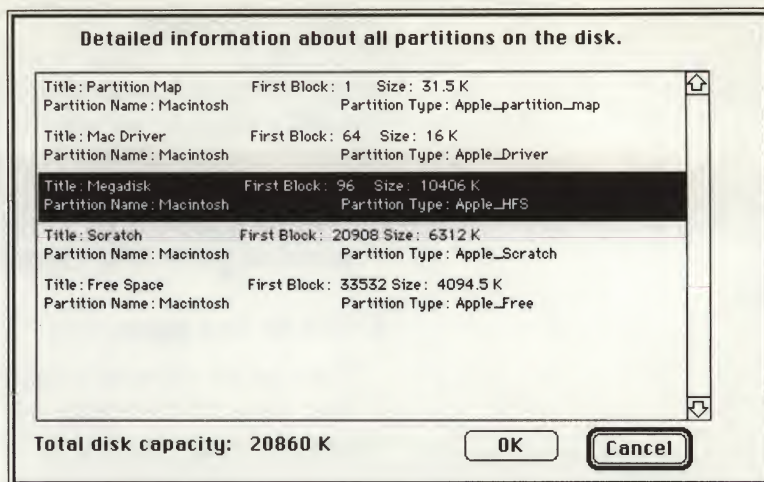 Detailed information about all partitions on the disk.
Title: Partition Map First Block: 1 Size: 31.5 K
Partition Name: Macintosh Partition Type: Apple_partition_map
Title: Mac Driver First Block: 64 Size: 16 K
Partition Name: Macintosh Partition Type: Apple_Driver
Title: Megadisk First Block: 96 Size: 10406 K
Partition Name: Macintosh Partition Type: Apple_HFS
Title: Scratch First Block: 20908 Size: 6312 K
Partition Name: Macintosh Partition Type: Apple_Scratch
Title: Free Space First Block: 33532 Size: 4094.5 K
Partition Name: Macintosh Partition Type: Apple_Free
Total disk capacity: 20860 K OK Cancel